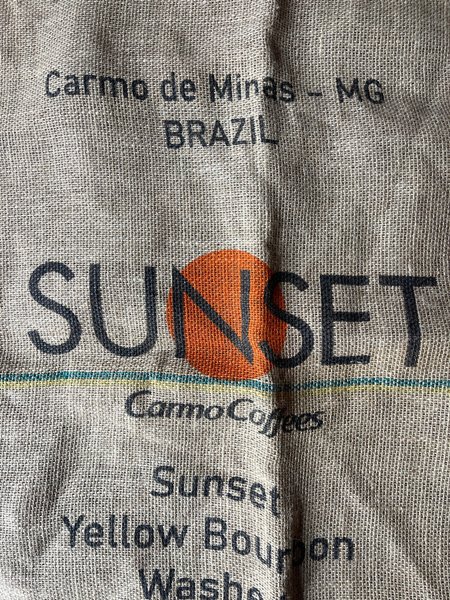 Carmo de Minas – MG
BRAZIL
SUNSET
CarmoCoffees
Sunset
Yellow Bourbon